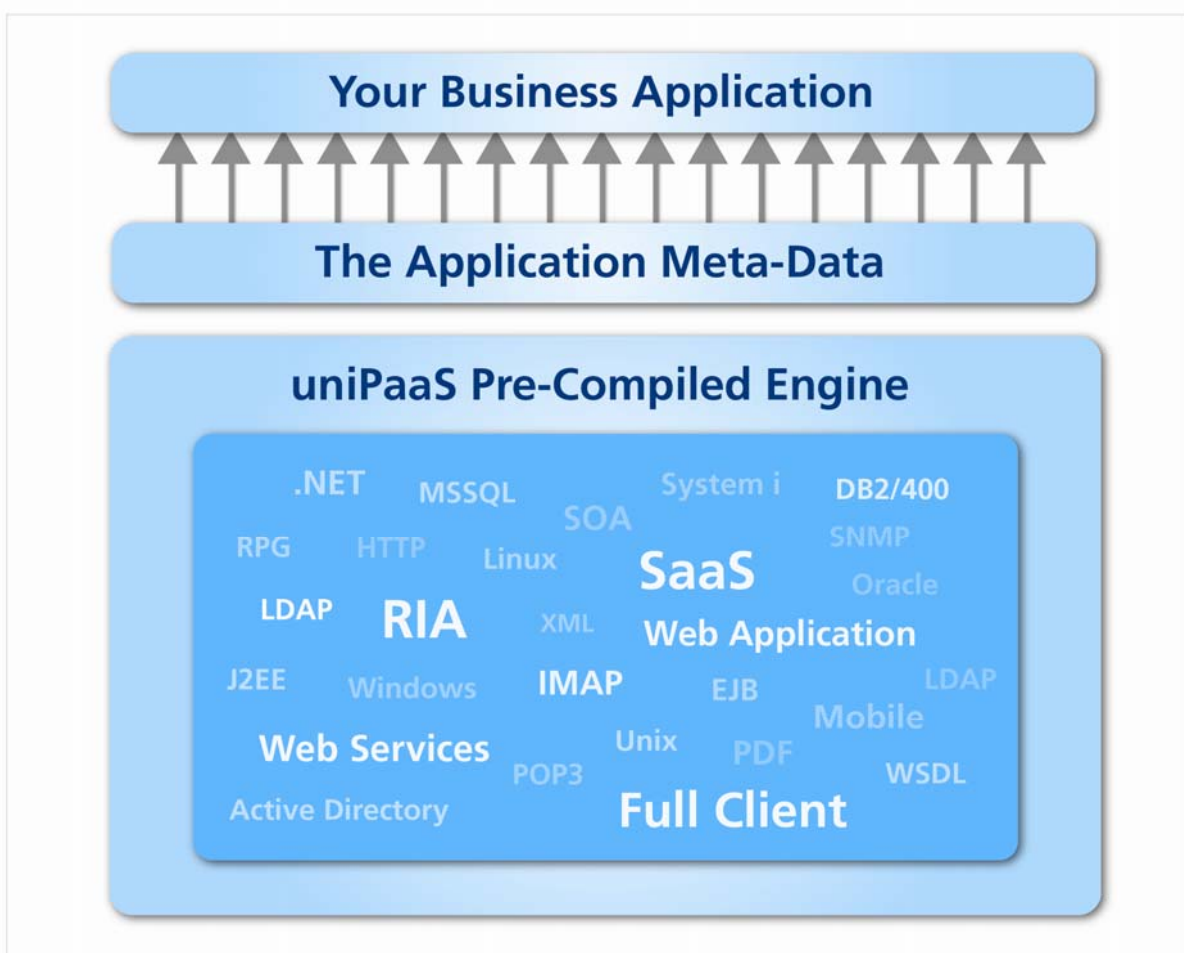 Your Business Application
The Application Meta-Data
uniPaaS Pre-Compiled Engine
.NET
MSSQL
System i
DB2/400
SOA
RPG
HTTP
Linux
SaaS
SNMP
Oracle
LDAP
RIA
XML
Web Application
J2EE
Windows
IMAP
EJB
LDAP
Mobile
Web Services
Unix
PDF
POP3
WSDL
Active Directory
Full Client